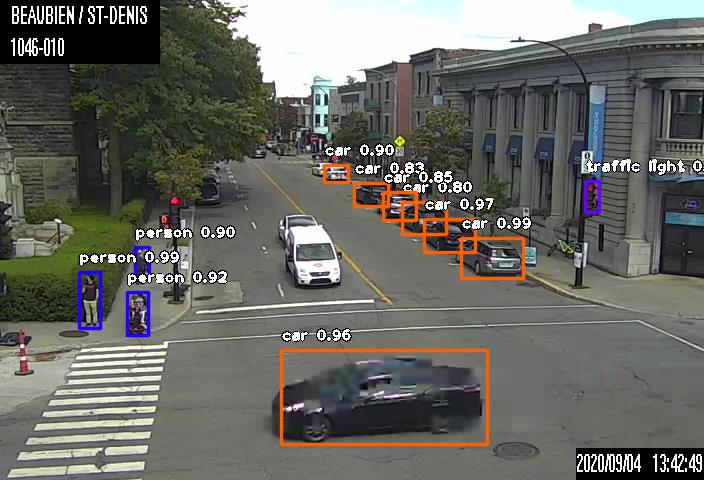 BEAUBIEN / ST-DENIS
1046-010
car 0.90
car 0.83
car 0.85
car 0.80
car 0.97
car 0.99
traffic light 0.
person 0.90
person 0.99
person 0.92
car 0.96
2020/09/04 13:42:49